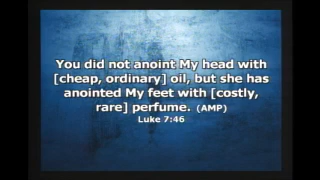 You did not anoint My head with
[cheap, ordinary] oil, but she has
anointed My feet with [costly,
rare] perfume. (AMP)
Luke 7:46